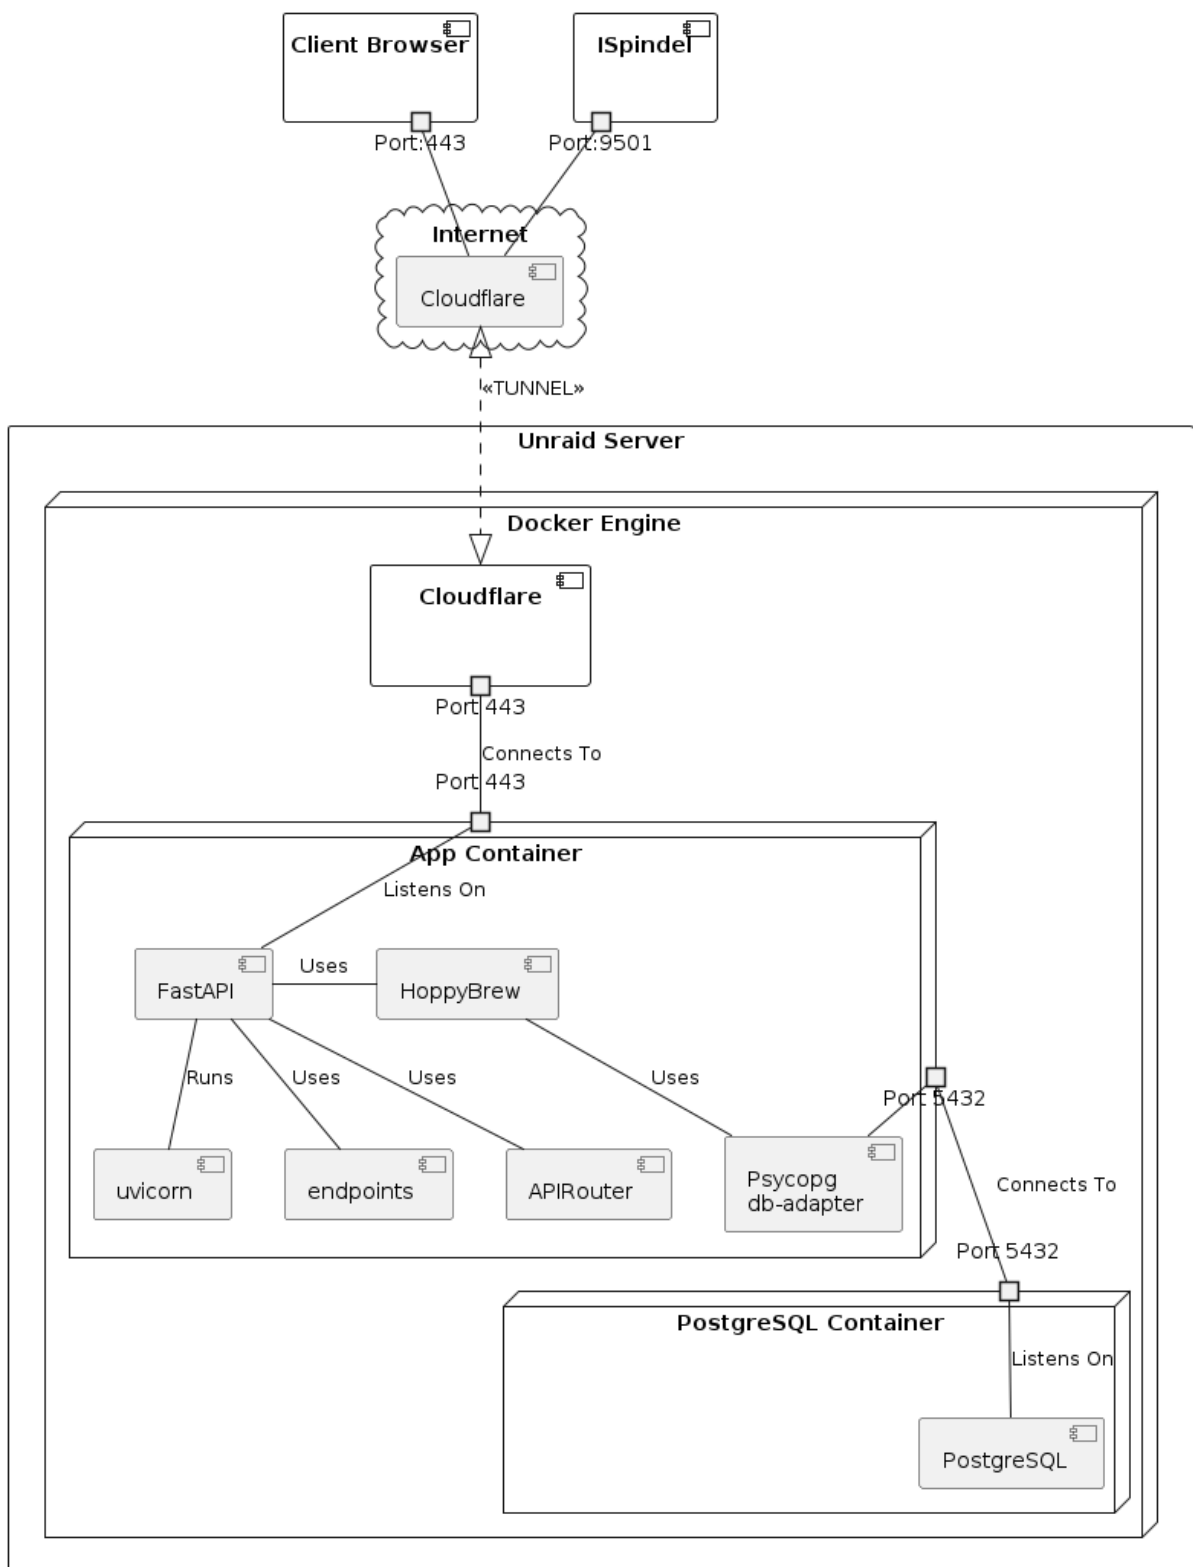 Client Browser
ISpindel
Port:443
Port:9501
Internet
Cloudflare
«TUNNEL»
Unraid Server
Docker Engine
Cloudflare
Port 443
Connects To
Port 443
App Container
Listens On
FastAPI
Uses
HoppyBrew
Runs
Uses
Uses
Uses
Port 5432
uvicorn
endpoints
APIRouter
Psycopg
db-adapter
Connects To
Port 5432
PostgreSQL Container
Listens On
PostgreSQL